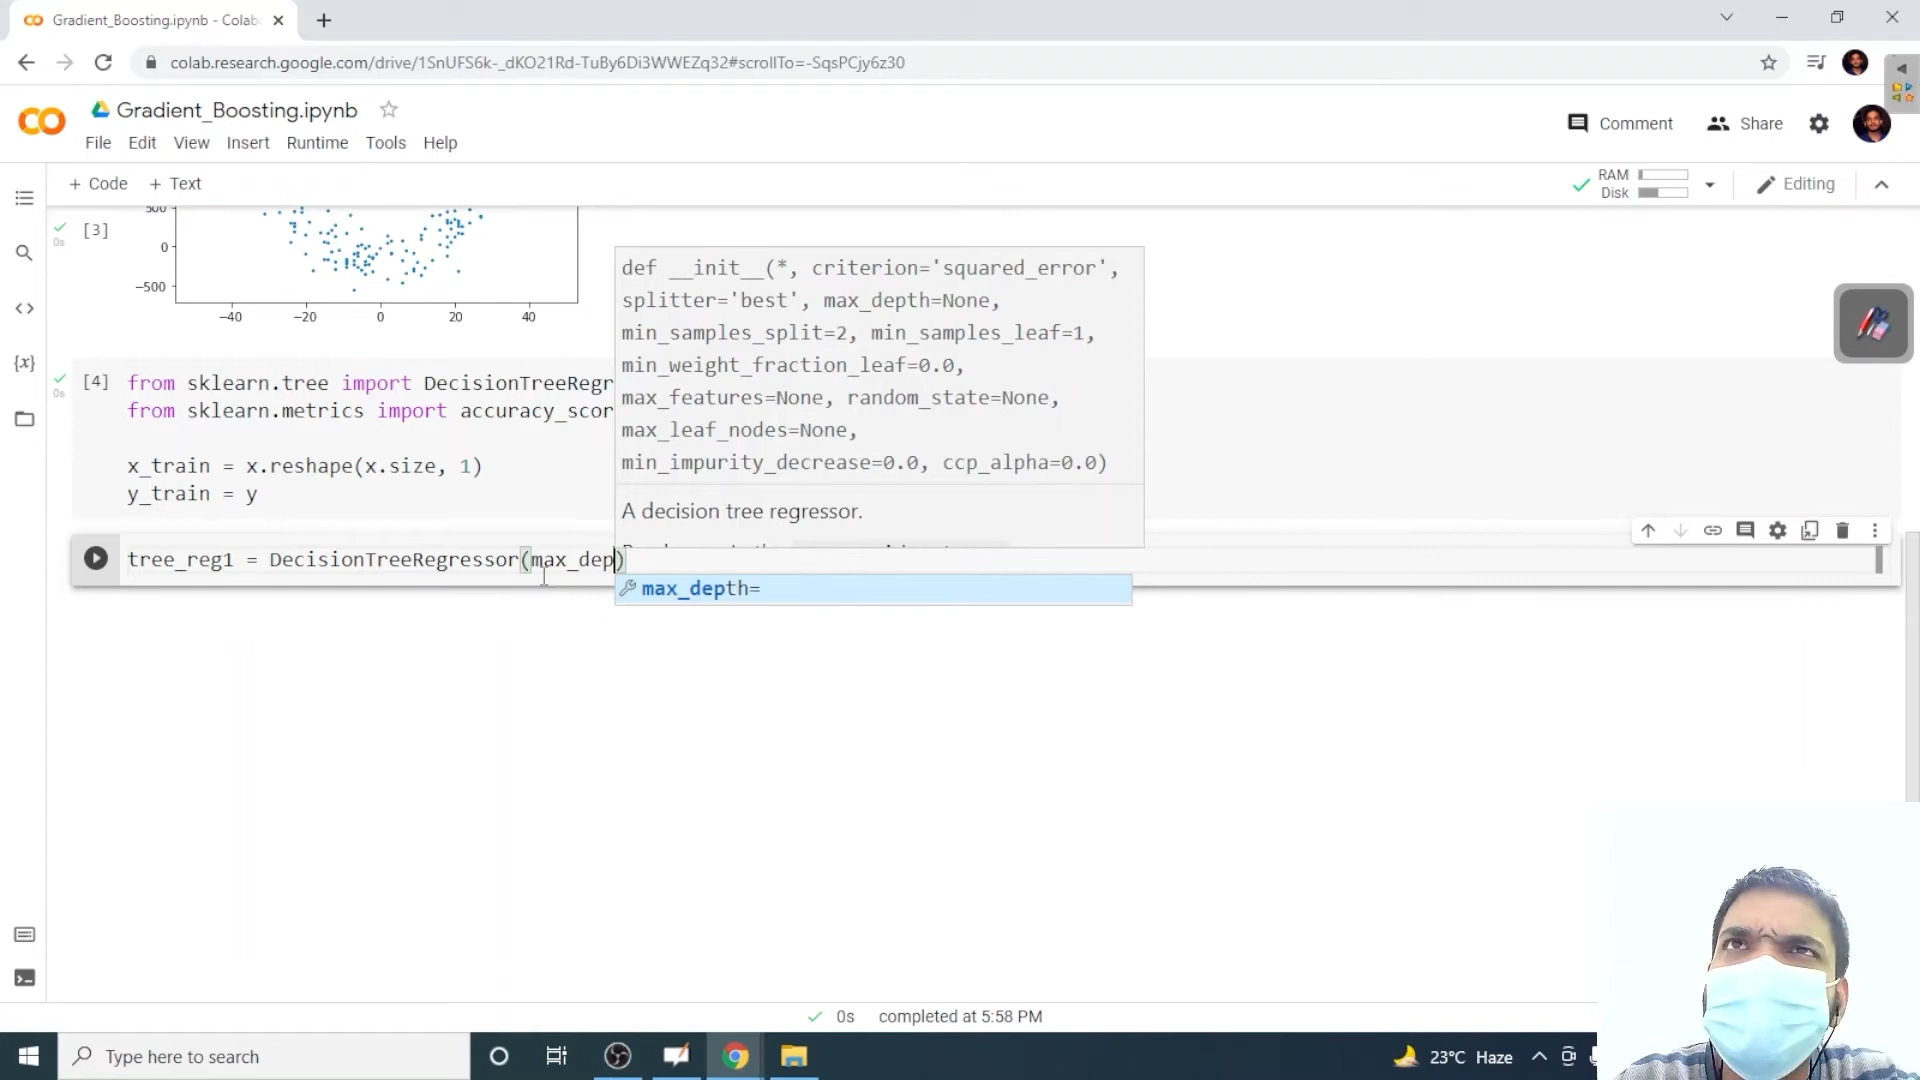 Gradient_Boosting.ipynb - Colab
colab.research.google.com/drive/1SnUFS6k-_dKO21Rd-TuBy6Di3WWEZq32#scrollTo=-SqsPCjy6z30
CO
Gradient_Boosting.ipynb
Comment
Share
File Edit View Insert Runtime Tools Help
+ Code + Text
RAM
Disk
Editing
500
0s
[3]
0
−500
−40 −20 0 20 40
def __init__(*, criterion='squared_error',
splitter='best', max_depth=None,
min_samples_split=2, min_samples_leaf=1,
min_weight_fraction_leaf=0.0,
max_features=None, random_state=None,
max_leaf_nodes=None,
min_impurity_decrease=0.0, ccp_alpha=0.0)
A decision tree regressor.
0s
[4]
from sklearn.tree import DecisionTreeRegr
from sklearn.metrics import accuracy_scor
x_train = x.reshape(x.size, 1)
y_train = y
tree_reg1 = DecisionTreeRegressor(max_dep)
max_depth=
0s completed at 5:58 PM
Type here to search
23°C Haze